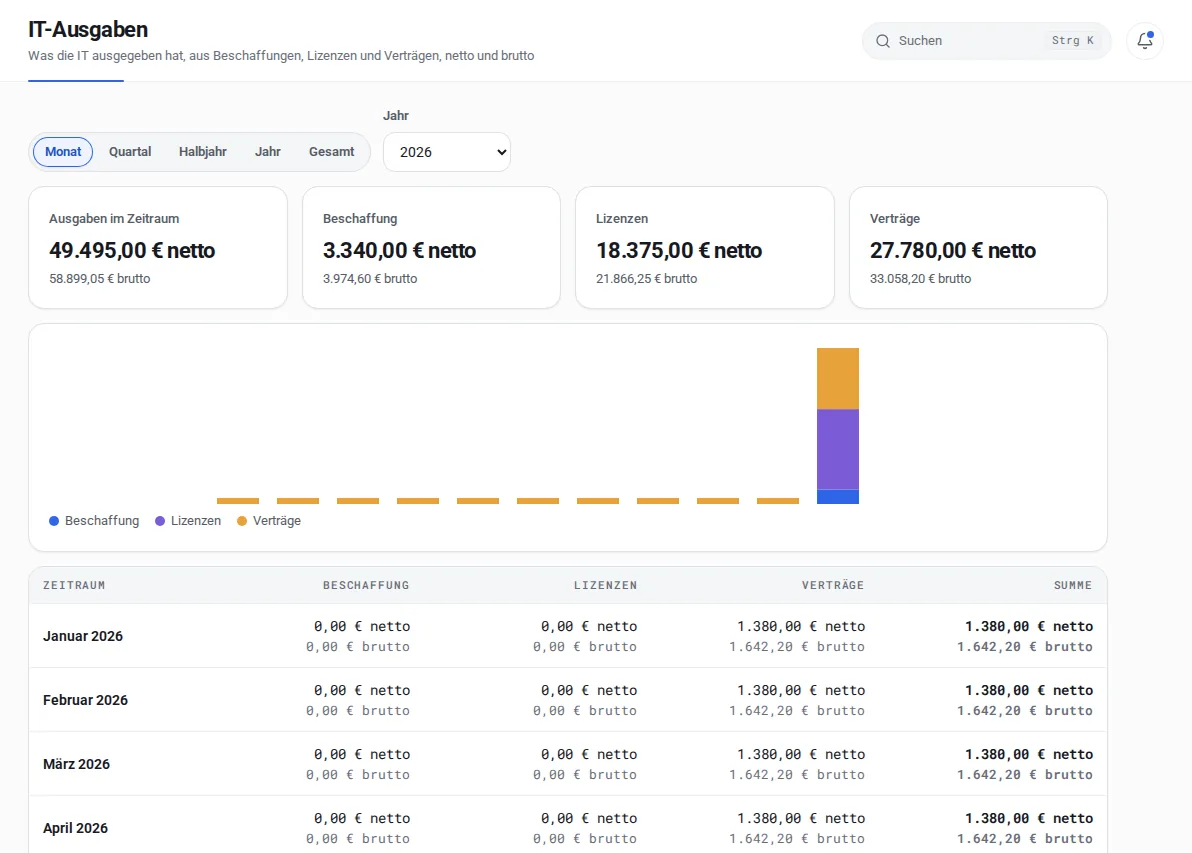 IT-Ausgaben
Was die IT ausgegeben hat, aus Beschaffungen, Lizenzen und Verträgen, netto und brutto
Suchen Strg K
Jahr
Monat Quartal Halbjahr Jahr Gesamt 2026
Ausgaben im Zeitraum
49.495,00 € netto
58.899,05 € brutto
Beschaffung
3.340,00 € netto
3.974,60 € brutto
Lizenzen
18.375,00 € netto
21.866,25 € brutto
Verträge
27.780,00 € netto
33.058,20 € brutto
Beschaffung Lizenzen Verträge
ZEITRAUM BESCHAFFUNG LIZENZEN VERTRÄGE SUMME
Januar 2026
0,00 € netto 0,00 € netto 1.380,00 € netto 1.380,00 € netto
0,00 € brutto 0,00 € brutto 1.642,20 € brutto 1.642,20 € brutto
Februar 2026
0,00 € netto 0,00 € netto 1.380,00 € netto 1.380,00 € netto
0,00 € brutto 0,00 € brutto 1.642,20 € brutto 1.642,20 € brutto
März 2026
0,00 € netto 0,00 € netto 1.380,00 € netto 1.380,00 € netto
0,00 € brutto 0,00 € brutto 1.642,20 € brutto 1.642,20 € brutto
April 2026
0,00 € netto 0,00 € netto 1.380,00 € netto 1.380,00 € netto
0,00 € brutto 0,00 € brutto 1.642,20 € brutto 1.642,20 € brutto